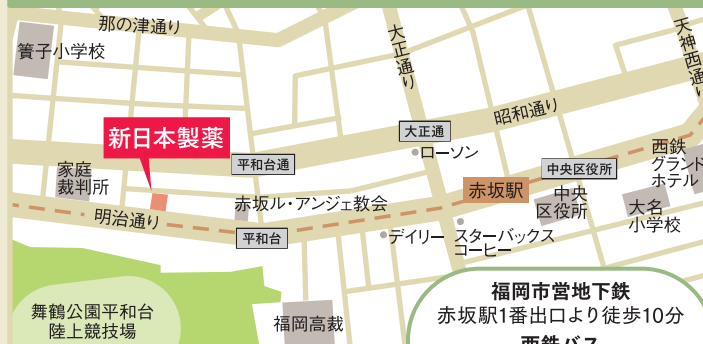 那の津通り
簀子小学校
大正通り
天神西通り
昭和通り
新日本製薬
大正通
ローソン
平和台通
家庭
裁判所
赤坂ル・アンジェ教会
赤坂駅
中央区役所
中央
区役所
西鉄
グランド
ホテル
大名
小学校
明治通り
平和台
デイリー
スターバックス
コーヒー
舞鶴公園平和台
陸上競技場
福岡高裁
福岡市営地下鉄
赤坂駅1番出口より徒歩10分
西鉄バス